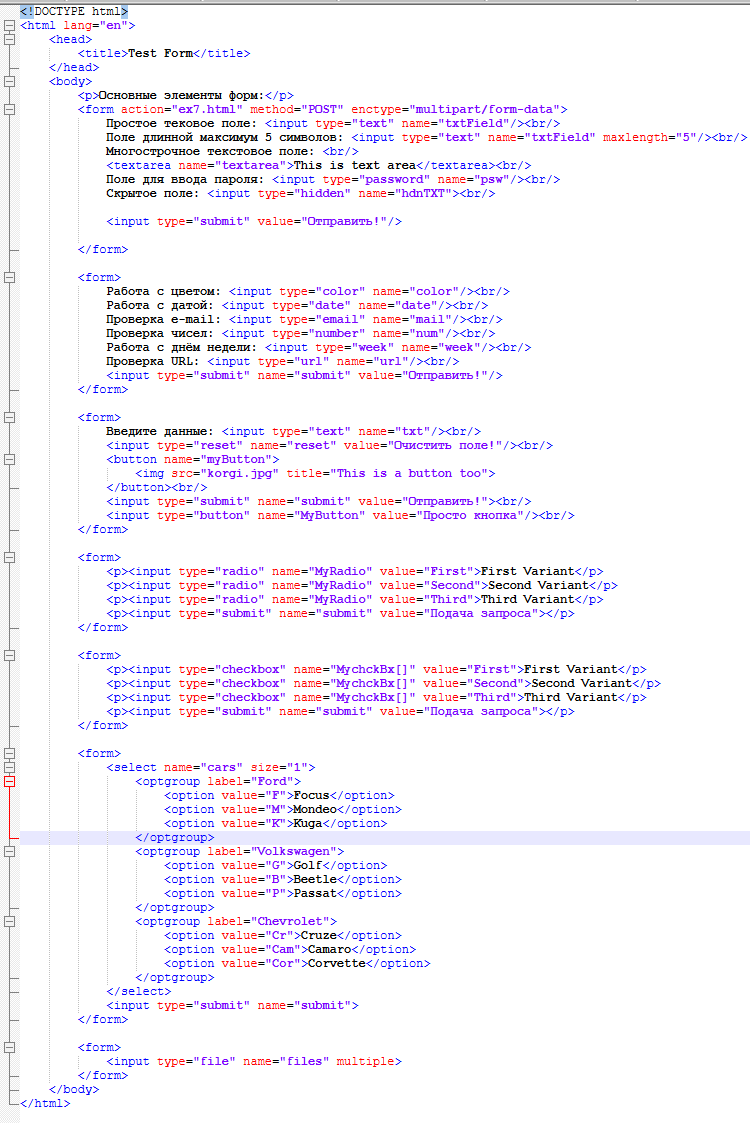 <!DOCTYPE html>
<html lang="en">
<head>
<title>Test Form</title>
</head>
<body>
<p>Основные элементы форм:</p>
<form action="ex7.html" method="POST" enctype="multipart/form-data">
Простое тековое поле: <input type="text" name="txtField"/><br/>
Поле длинной максимум 5 символов: <input type="text" name="txtField" maxlength="5"/><br/>
Многострочное текстовое поле: <br/>
<textarea name="textarea">This is text area</textarea><br/>
Поле для ввода пароля: <input type="password" name="psw"/><br/>
Скрытое поле: <input type="hidden" name="hdnTXT"><br/>
<input type="submit" value="Отправить!"/>
</form>
<form>
Работа с цветом: <input type="color" name="color"/><br/>
Работа с датой: <input type="date" name="date"/><br/>
Проверка e-mail: <input type="email" name="mail"/><br/>
Проверка чисел: <input type="number" name="num"/><br/>
Работа с днём недели: <input type="week" name="week"/><br/>
Проверка URL: <input type="url" name="url"/><br/>
<input type="submit" name="submit" value="Отправить!"/>
</form>
<form>
Введите данные: <input type="text" name="txt"/><br/>
<input type="reset" name="reset" value="Очистить поле!"/><br/>
<button name="myButton">
<img src="korgi.jpg" title="This is a button too">
</button><br/>
<input type="submit" name="submit" value="Отправить!"><br/>
<input type="button" name="MyButton" value="Просто кнопка"/><br/>
</form>
<form>
<p><input type="radio" name="MyRadio" value="First">First Variant</p>
<p><input type="radio" name="MyRadio" value="Second">Second Variant</p>
<p><input type="radio" name="MyRadio" value="Third">Third Variant</p>
<p><input type="submit" name="submit" value="Подача запроса"></p>
</form>
<form>
<p><input type="checkbox" name="MychckBx[]" value="First">First Variant</p>
<p><input type="checkbox" name="MychckBx[]" value="Second">Second Variant</p>
<p><input type="checkbox" name="MychckBx[]" value="Third">Third Variant</p>
<p><input type="submit" name="submit" value="Подача запроса"></p>
</form>
<form>
<select name="cars" size="1">
<optgroup label="Ford">
<option value="F">Focus</option>
<option value="M">Mondeo</option>
<option value="K">Kuga</option>
</optgroup>
<optgroup label="Volkswagen">
<option value="G">Golf</option>
<option value="B">Beetle</option>
<option value="P">Passat</option>
</optgroup>
<optgroup label="Chevrolet">
<option value="Cr">Cruze</option>
<option value="Cam">Camaro</option>
<option value="Cor">Corvette</option>
</optgroup>
</select>
<input type="submit" name="submit">
</form>
<form>
<input type="file" name="files" multiple>
</form>
</body>
</html>